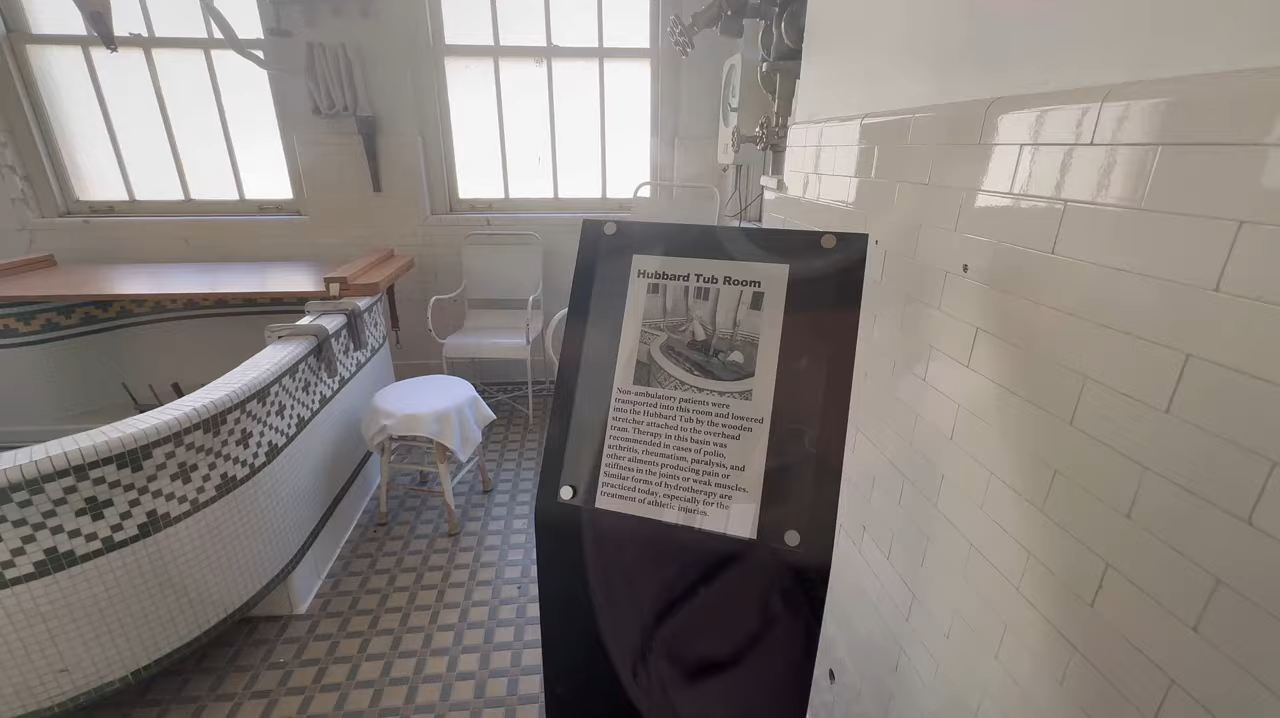 Hubbard Tub Room
Non-ambulatory patients were
transported into this room and lowered
into the Hubbard Tub by the wooden
stretcher attached to the overhead
tram. Therapy in this basin was
recommended in cases of polio,
arthritis, rheumatism, paralysis, and
other ailments producing pain or
stiffness in the joints or weak muscles.
Similar forms of hydrotherapy are
practiced today, especially for the
treatment of athletic injuries.